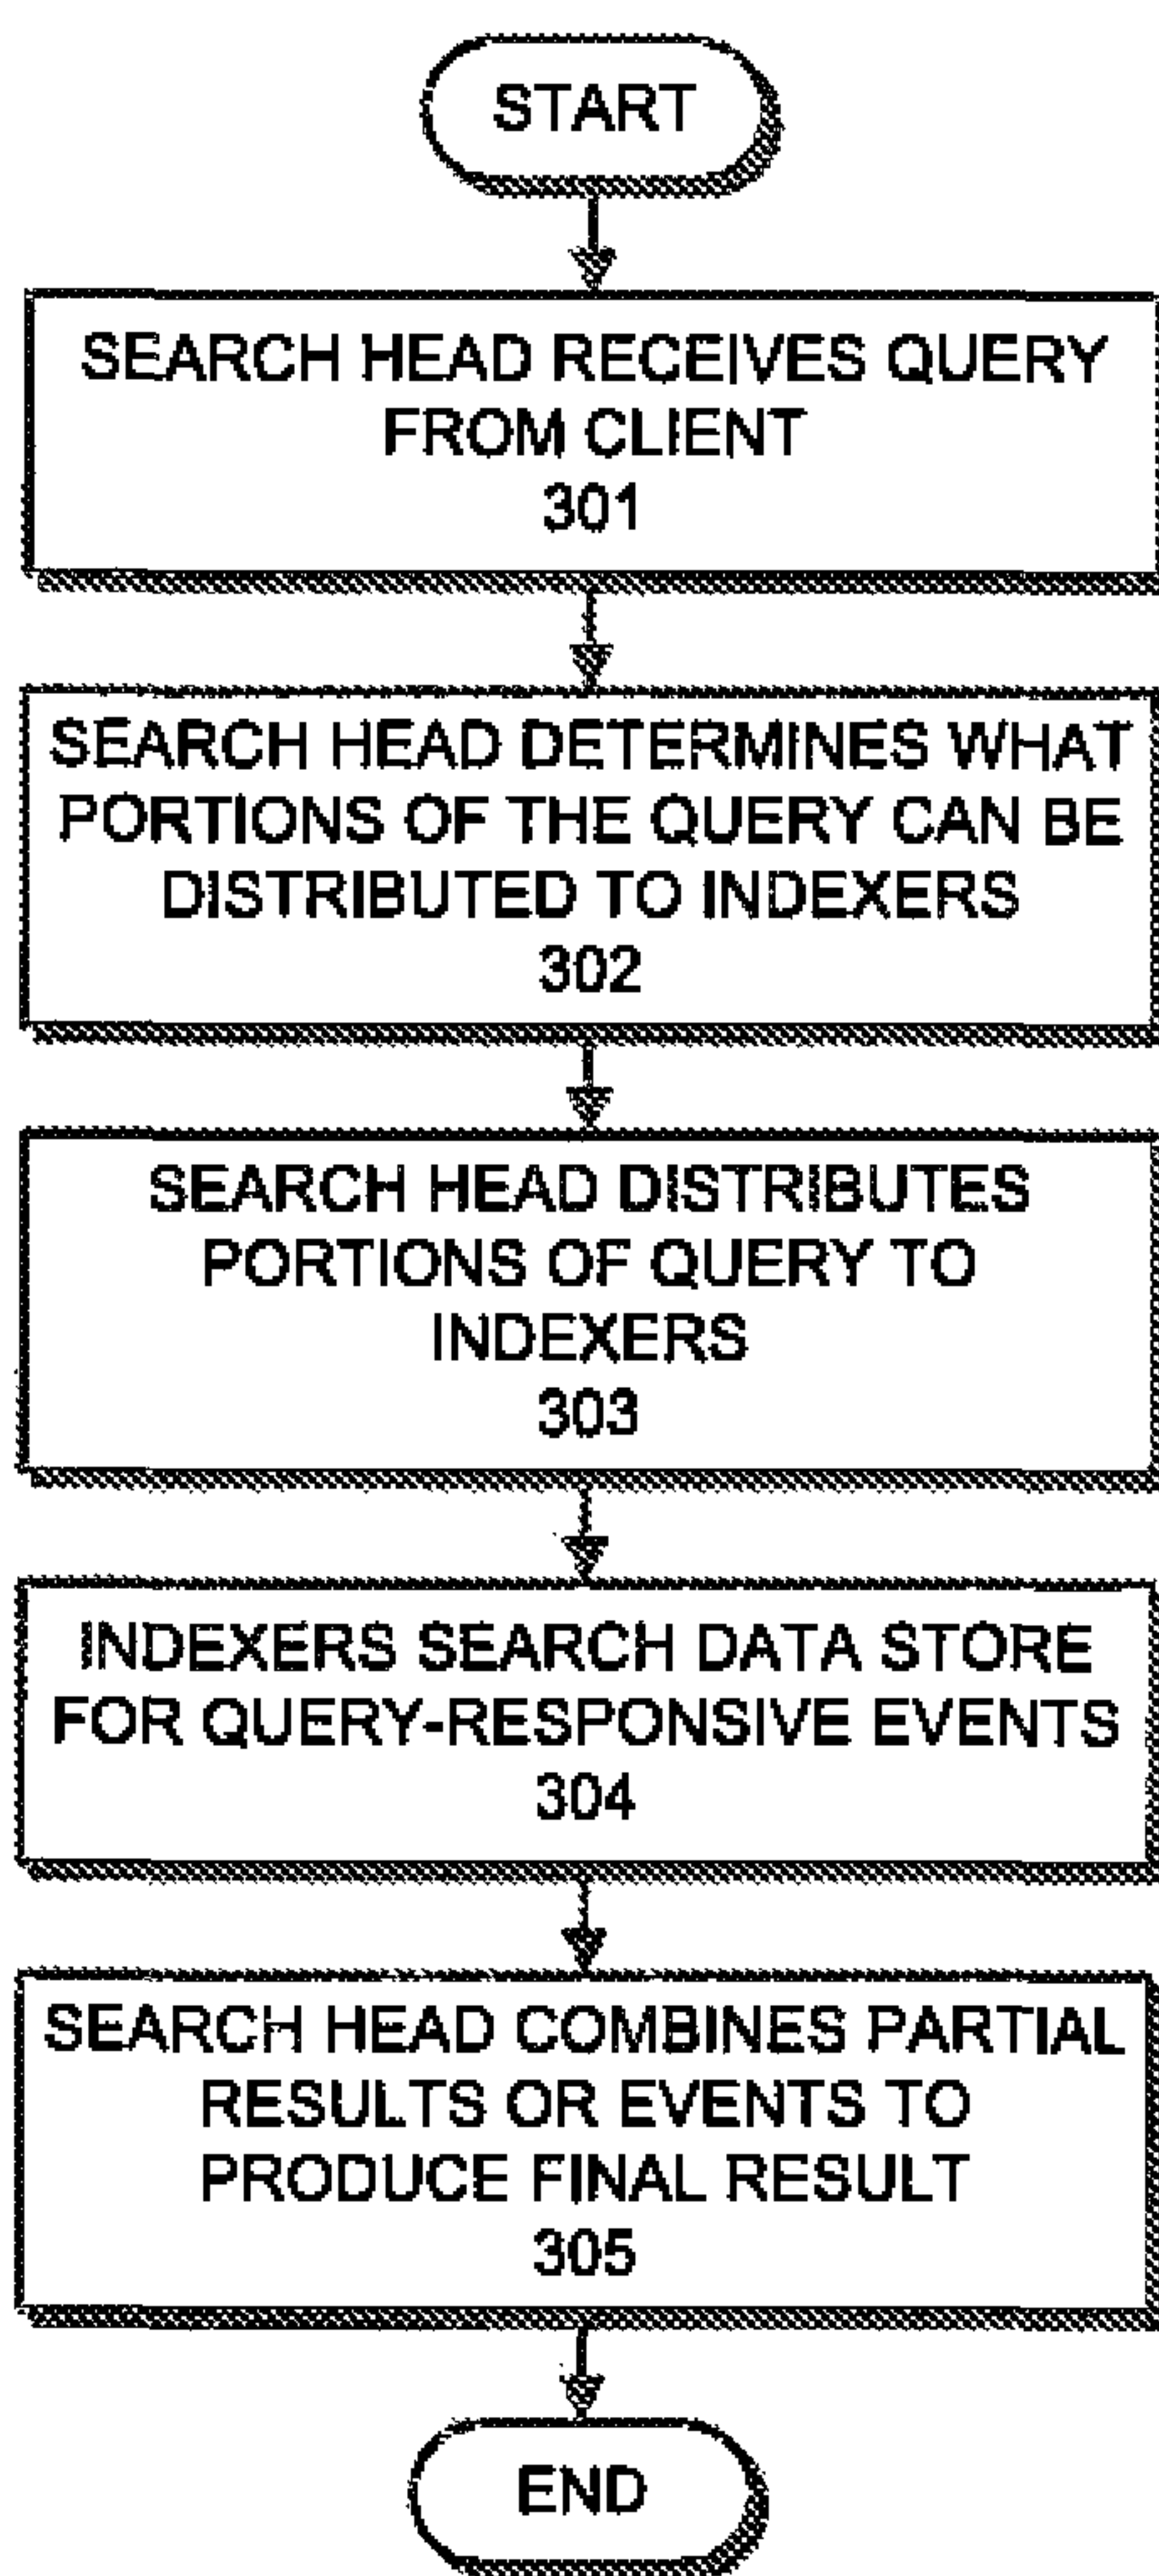 START
SEARCH HEAD RECEIVES QUERY
FROM CLIENT
301
SEARCH HEAD DETERMINES WHAT
PORTIONS OF THE QUERY CAN BE
DISTRIBUTED TO INDEXERS
302
SEARCH HEAD DISTRIBUTES
PORTIONS OF QUERY TO
INDEXERS
303
INDEXERS SEARCH DATA STORE
FOR QUERY-RESPONSIVE EVENTS
304
SEARCH HEAD COMBINES PARTIAL
RESULTS OR EVENTS TO
PRODUCE FINAL RESULT
305
END